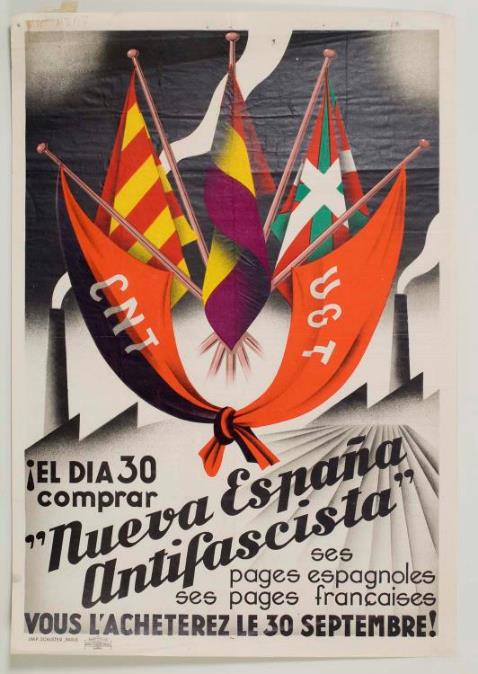 CNT
UGT
¡EL DIA 30
comprar
"Nueva España
Antifascista"
ses
pages espagnoles
ses pages françaises
VOUS L'ACHETEREZ LE 30 SEPTEMBRE!